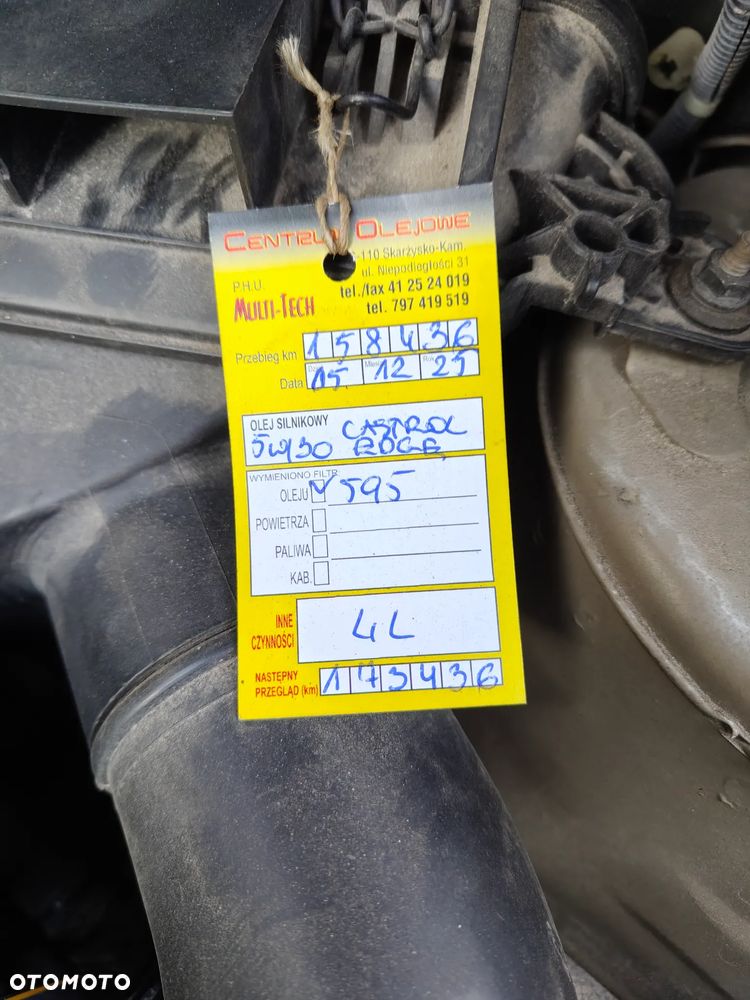 CENTRUM OLEJOWE
-110 Skarżysko-Kam.
ul. Niepodległości 31
P.H.U.
tel./fax 41 25 24 019
MULTI-TECH
tel. 797 419 519
Przebieg km 158436
Data 15 12 25
OLEJ SILNIKOWY
5W30 CASTROL EDGE
WYMIENIONO FILTR:
OLEJU 595
POWIETRZA
PALIWA
KAB.
INNE CZYNNOŚCI 4L
NASTĘPNY
PRZEGLĄD (km) 173436
OTOMOTO